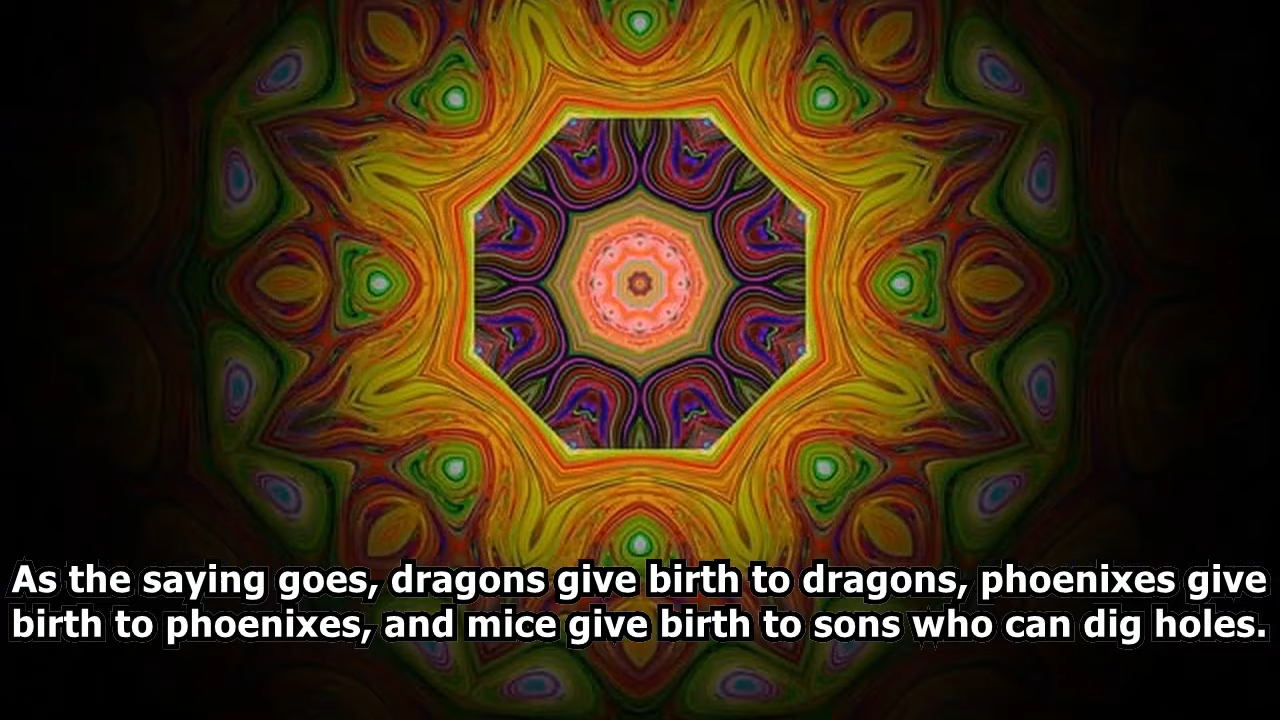 As the saying goes, dragons give birth to dragons, phoenixes give
birth to phoenixes, and mice give birth to sons who can dig holes.